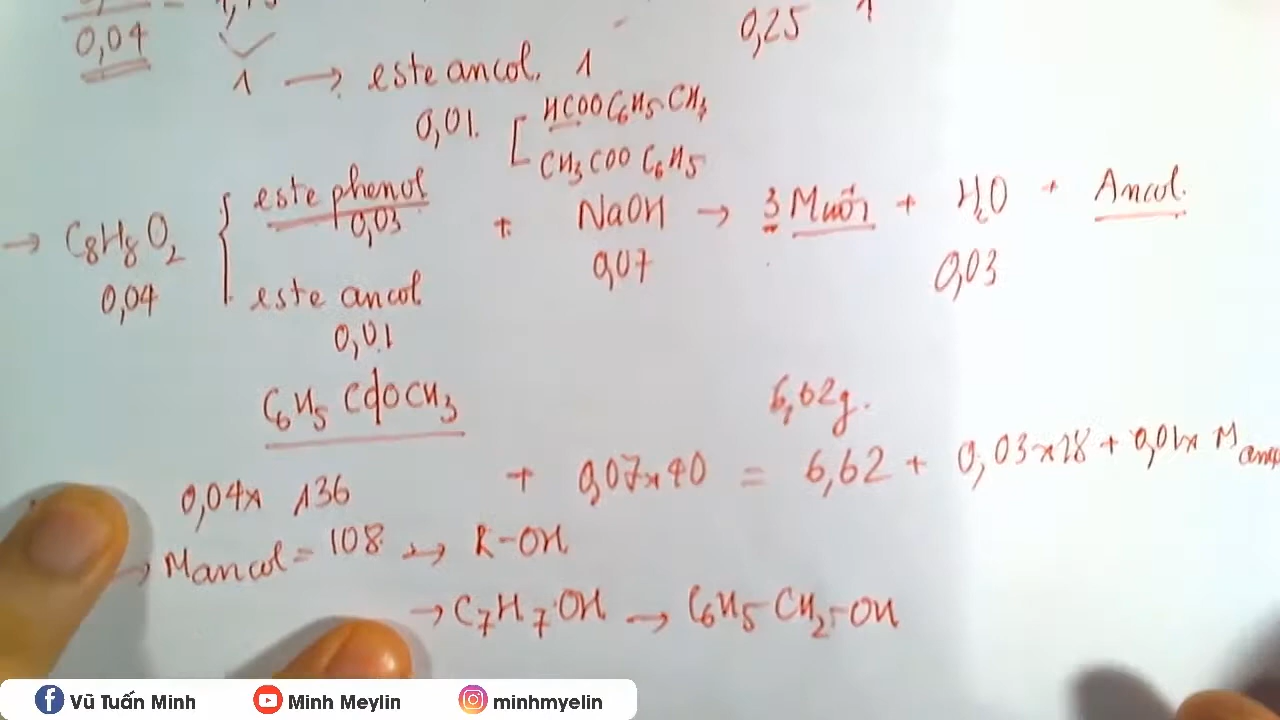 0,04
0,25 1
1 → este ancol. 1
0,01. [ HCOOC6H5CH3
CH3COOC6H5
→ C8H8O2 { este phenol + NaOH → 3 Muối + H2O + Ancol.
0,04 0,03 0,07 0,03
este ancol
0,01
C6H5COOCH3
6,62g.
0,04x 136 + 0,07x40 = 6,62 + 0,03x18 + 0,01x M
→ Mancol = 108 → R-OH
→ C7H7OH → C6H5-CH2-OH
Vũ Tuấn Minh Minh Meylin minhmyelin